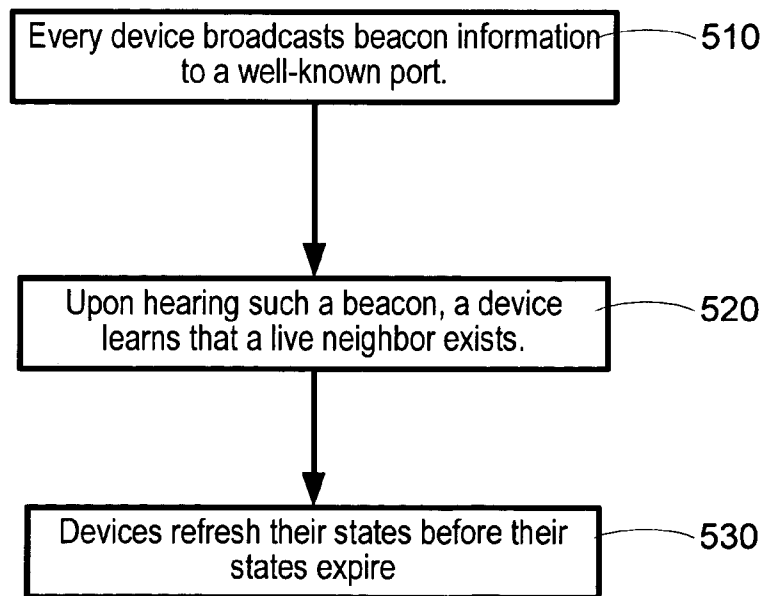 Every device broadcasts beacon information
to a well-known port.
510
Upon hearing such a beacon, a device
learns that a live neighbor exists.
520
Devices refresh their states before their
states expire
530